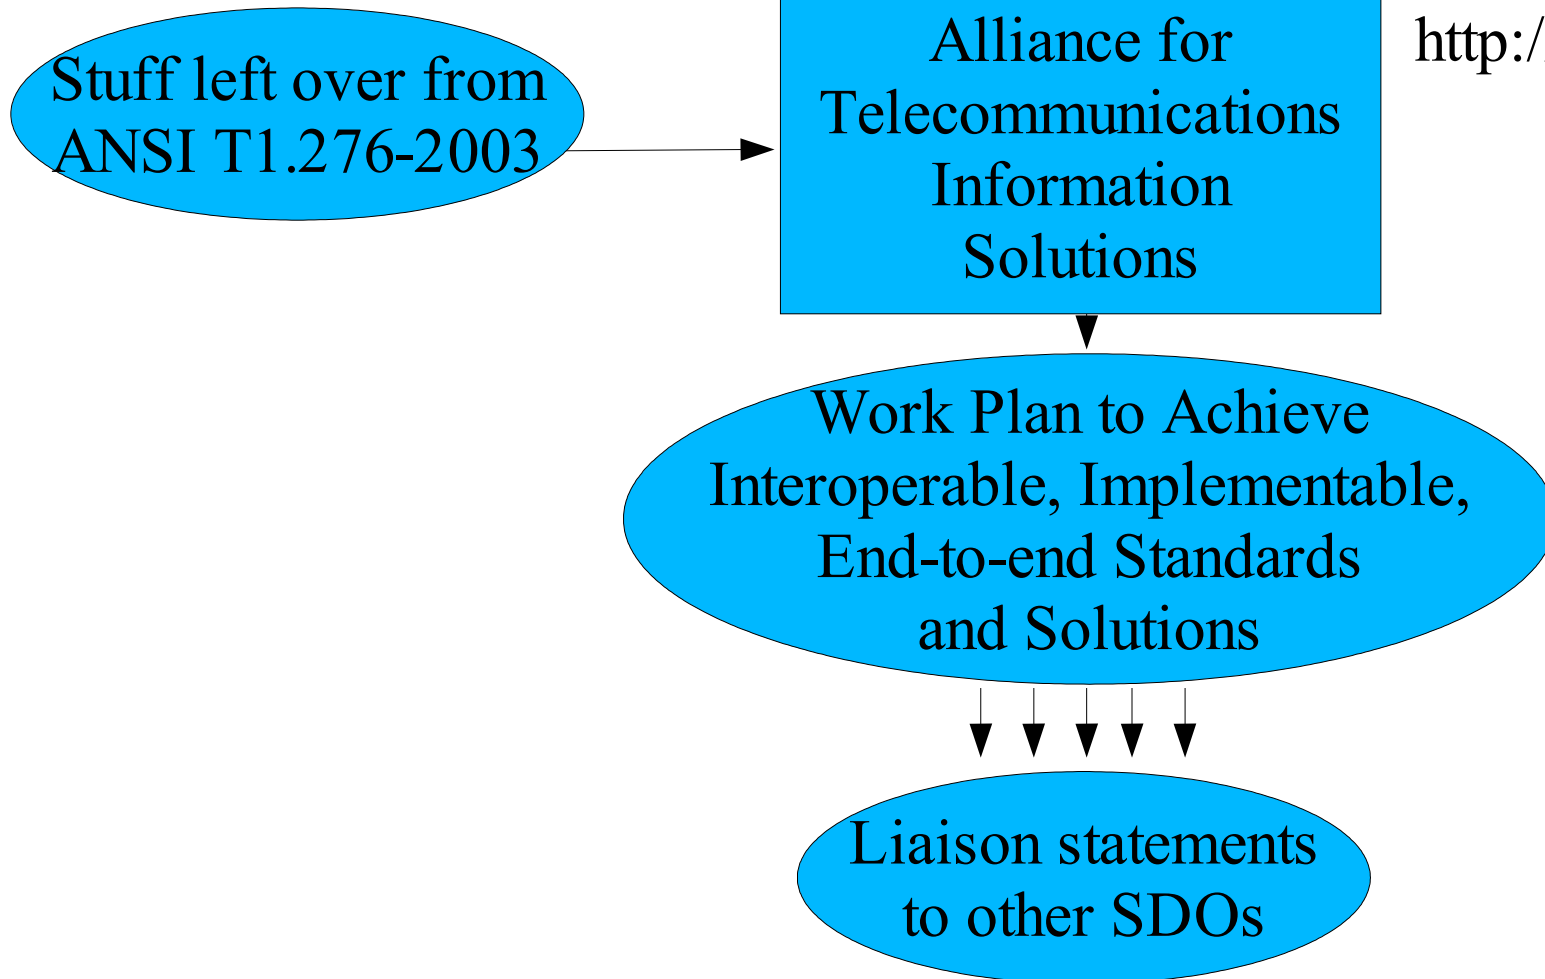 Stuff left over from
ANSI T1.276-2003
Alliance for
Telecommunications
Information
Solutions
http:/
Work Plan to Achieve
Interoperable, Implementable,
End-to-end Standards
and Solutions
Liaison statements
to other SDOs